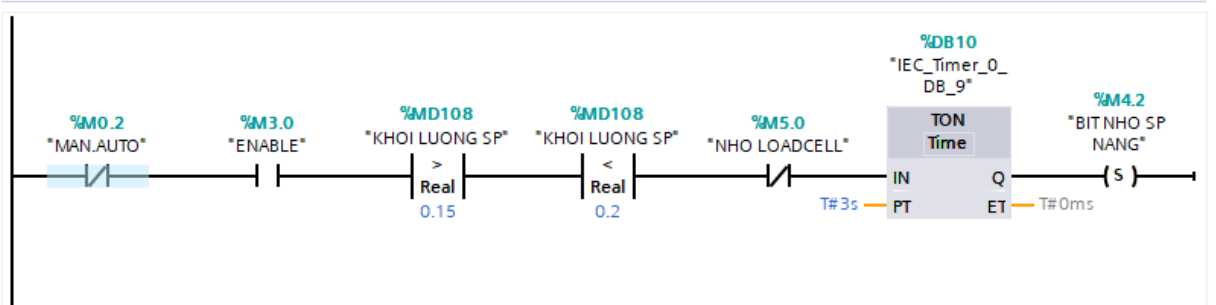 %DB10
"IEC_Timer_0_
DB_9"
%M0.2
"MAN.AUTO"
%M3.0
"ENABLE"
%MD108
"KHOI LUONG SP"
>
Real
0.15
%MD108
"KHOI LUONG SP"
<
Real
0.2
%M5.0
"NHO LOADCELL"
TON
Time
IN
Q
T#3s
PT
ET
T#0ms
%M4.2
"BIT NHO SP
NANG"
S